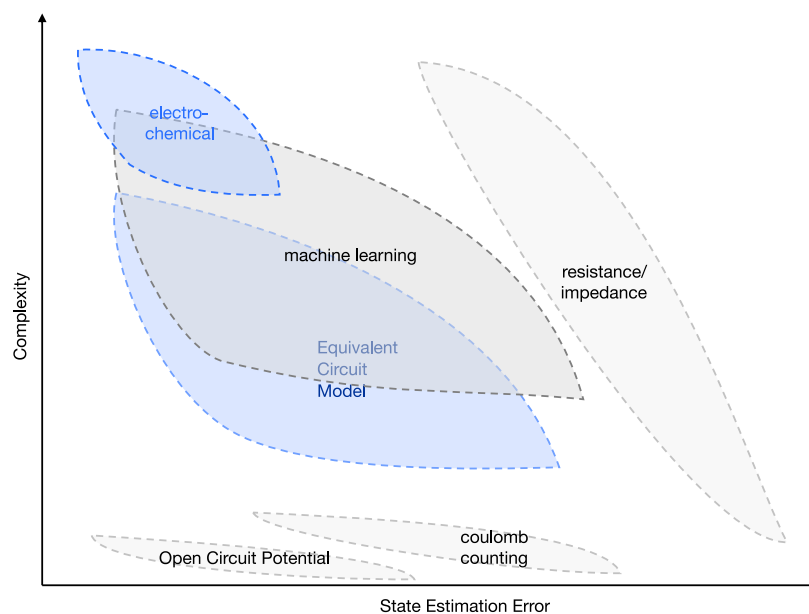 electro-
chemical
machine learning
resistance/
impedance
Complexity
Equivalent
Circuit
Model
coulomb
counting
Open Circuit Potential
State Estimation Error